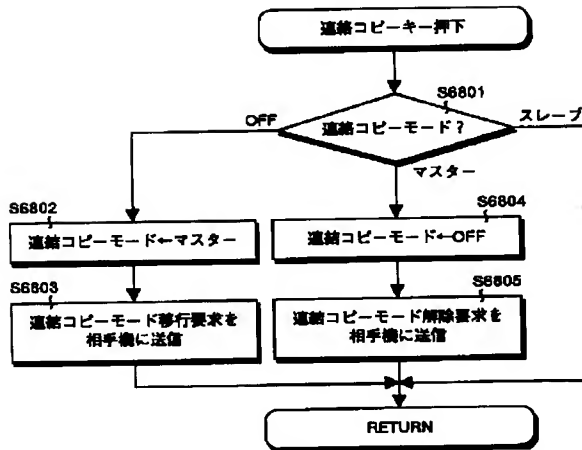 連結コピーキー押下
S6801
連結コピーモード？
OFF
スレーブ
マスター
S6802
連結コピーモード←マスター
S6803
連結コピーモード移行要求を
相手機に送信
S6804
連結コピーモード←OFF
S6805
連結コピーモード解除要求を
相手機に送信
RETURN